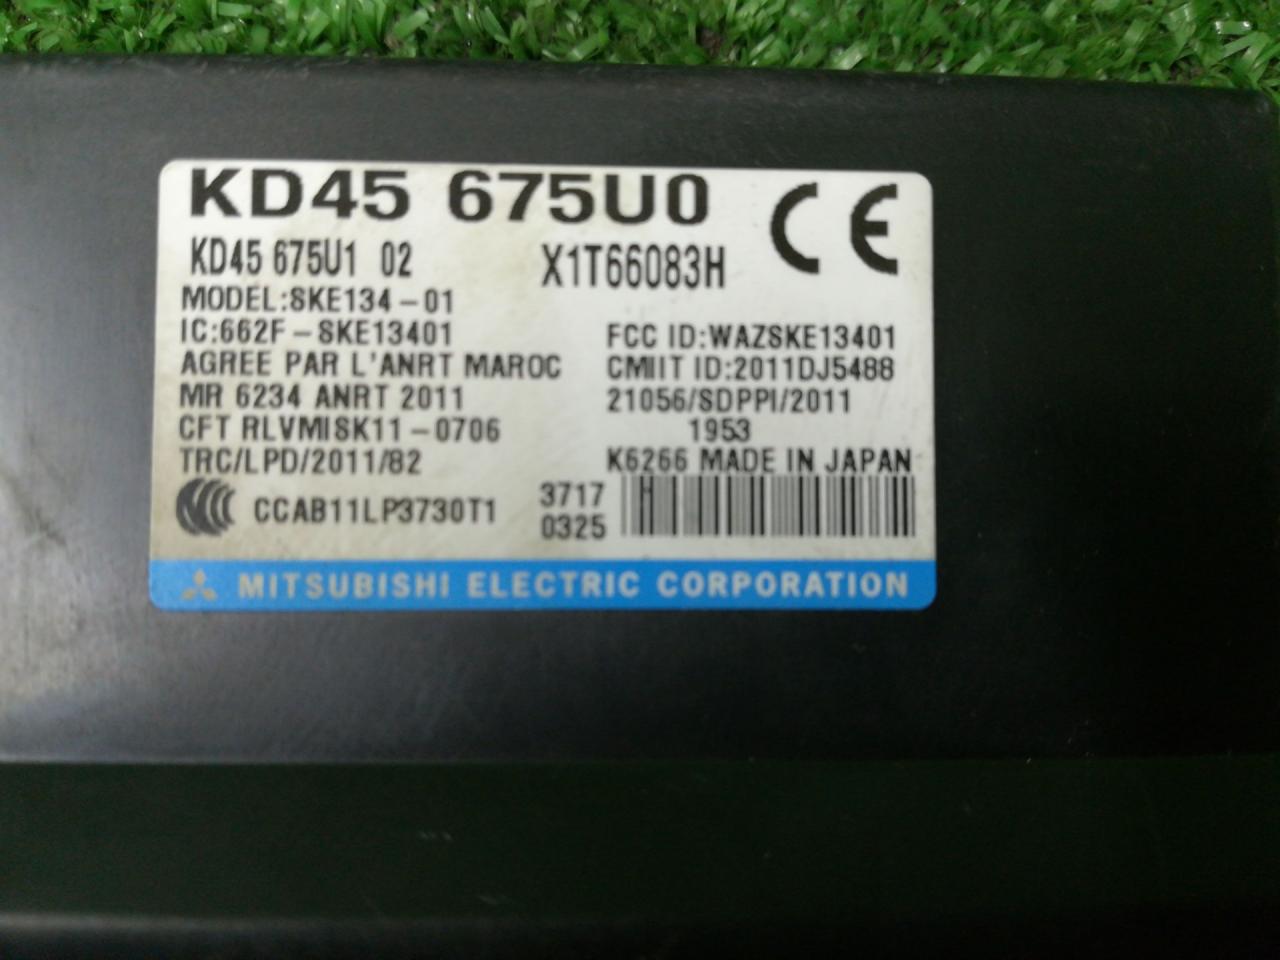 KD45 675U0
KD45 675U1 02 X1T66083H
MODEL:SKE134-01
IC:662F-SKE13401 FCC ID:WAZSKE13401
AGREE PAR L'ANRT MAROC CMIIT ID:2011DJ5488
MR 6234 ANRT 2011 21056/SDPPI/2011
CFT RLVMISK11-0706 1953
TRC/LPD/2011/82 K6266 MADE IN JAPAN
CCAB11LP3730T1 3717 H
0325
MITSUBISHI ELECTRIC CORPORATION